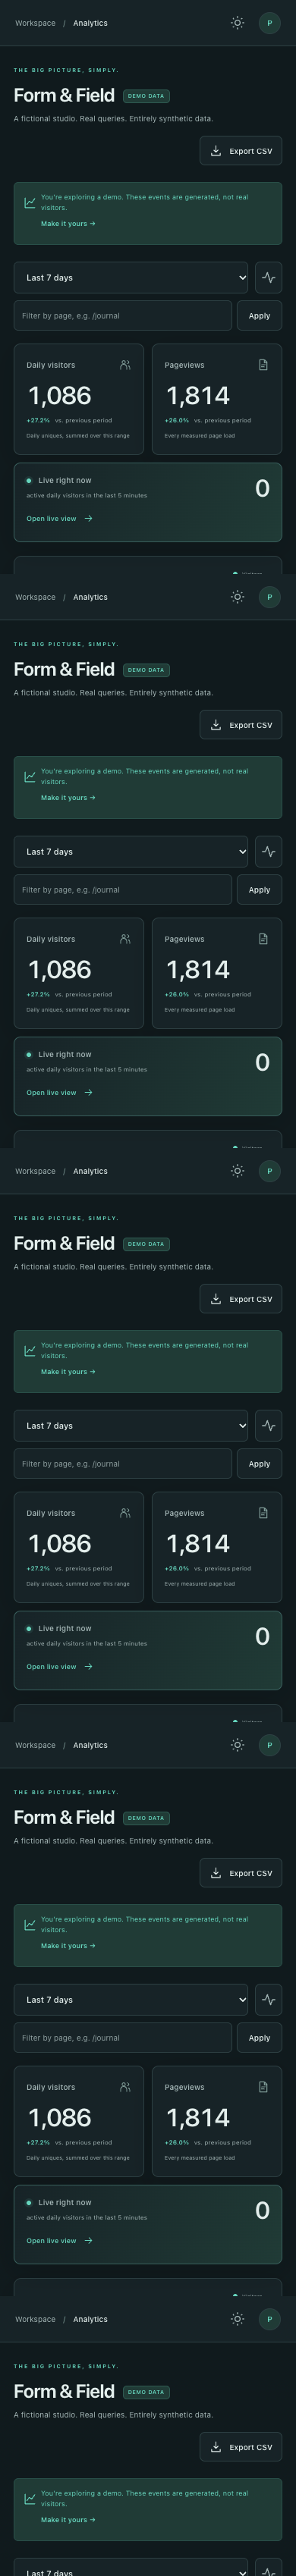 Workspace / Analytics
P
THE BIG PICTURE, SIMPLY.
Form & Field DEMO DATA
A fictional studio. Real queries. Entirely synthetic data.
Export CSV
You're exploring a demo. These events are generated, not real
visitors.
Make it yours →
Last 7 days
Filter by page, e.g. /journal
Apply
Daily visitors
1,086
+27.2% vs. previous period
Daily uniques, summed over this range
Pageviews
1,814
+26.0% vs. previous period
Every measured page load
Live right now
0
active daily visitors in the last 5 minutes
Open live view →
Workspace / Analytics
P
THE BIG PICTURE, SIMPLY.
Form & Field DEMO DATA
A fictional studio. Real queries. Entirely synthetic data.
Export CSV
You're exploring a demo. These events are generated, not real
visitors.
Make it yours →
Last 7 days
Filter by page, e.g. /journal
Apply
Daily visitors
1,086
+27.2% vs. previous period
Daily uniques, summed over this range
Pageviews
1,814
+26.0% vs. previous period
Every measured page load
Live right now
0
active daily visitors in the last 5 minutes
Open live view →
Workspace / Analytics
P
THE BIG PICTURE, SIMPLY.
Form & Field DEMO DATA
A fictional studio. Real queries. Entirely synthetic data.
Export CSV
You're exploring a demo. These events are generated, not real
visitors.
Make it yours →
Last 7 days
Filter by page, e.g. /journal
Apply
Daily visitors
1,086
+27.2% vs. previous period
Daily uniques, summed over this range
Pageviews
1,814
+26.0% vs. previous period
Every measured page load
Live right now
0
active daily visitors in the last 5 minutes
Open live view →
Workspace / Analytics
P
THE BIG PICTURE, SIMPLY.
Form & Field DEMO DATA
A fictional studio. Real queries. Entirely synthetic data.
Export CSV
You're exploring a demo. These events are generated, not real
visitors.
Make it yours →
Last 7 days
Filter by page, e.g. /journal
Apply
Daily visitors
1,086
+27.2% vs. previous period
Daily uniques, summed over this range
Pageviews
1,814
+26.0% vs. previous period
Every measured page load
Live right now
0
active daily visitors in the last 5 minutes
Open live view →
Workspace / Analytics
P
THE BIG PICTURE, SIMPLY.
Form & Field DEMO DATA
A fictional studio. Real queries. Entirely synthetic data.
Export CSV
You're exploring a demo. These events are generated, not real
visitors.
Make it yours →
Last 7 days